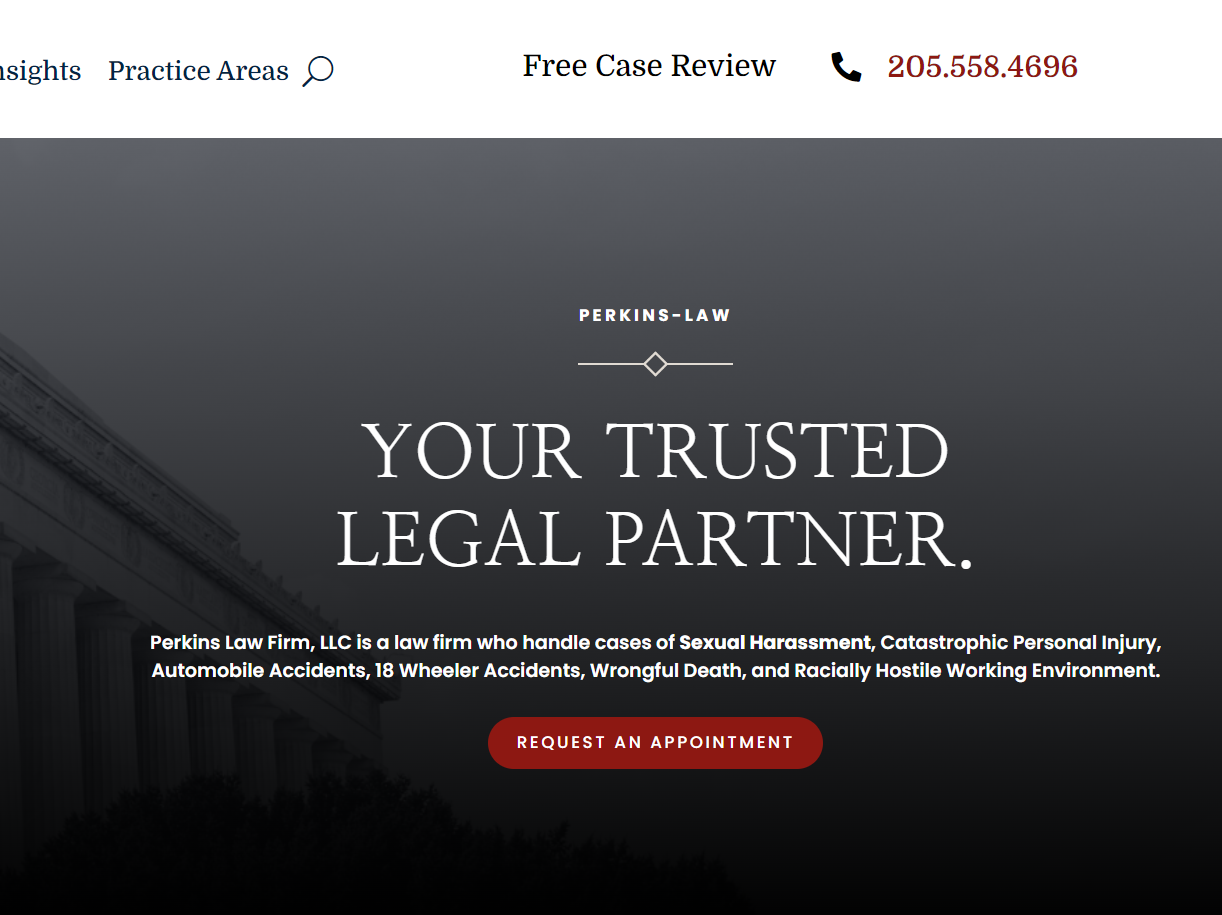 Practice Areas
Free Case Review
205.558.4696
PERKINS-LAW
YOUR TRUSTED
LEGAL PARTNER.
Perkins Law Firm, LLC is a law firm who handle cases of Sexual Harassment, Catastrophic Personal Injury,
Automobile Accidents, 18 Wheeler Accidents, Wrongful Death, and Racially Hostile Working Environment.
REQUEST AN APPOINTMENT